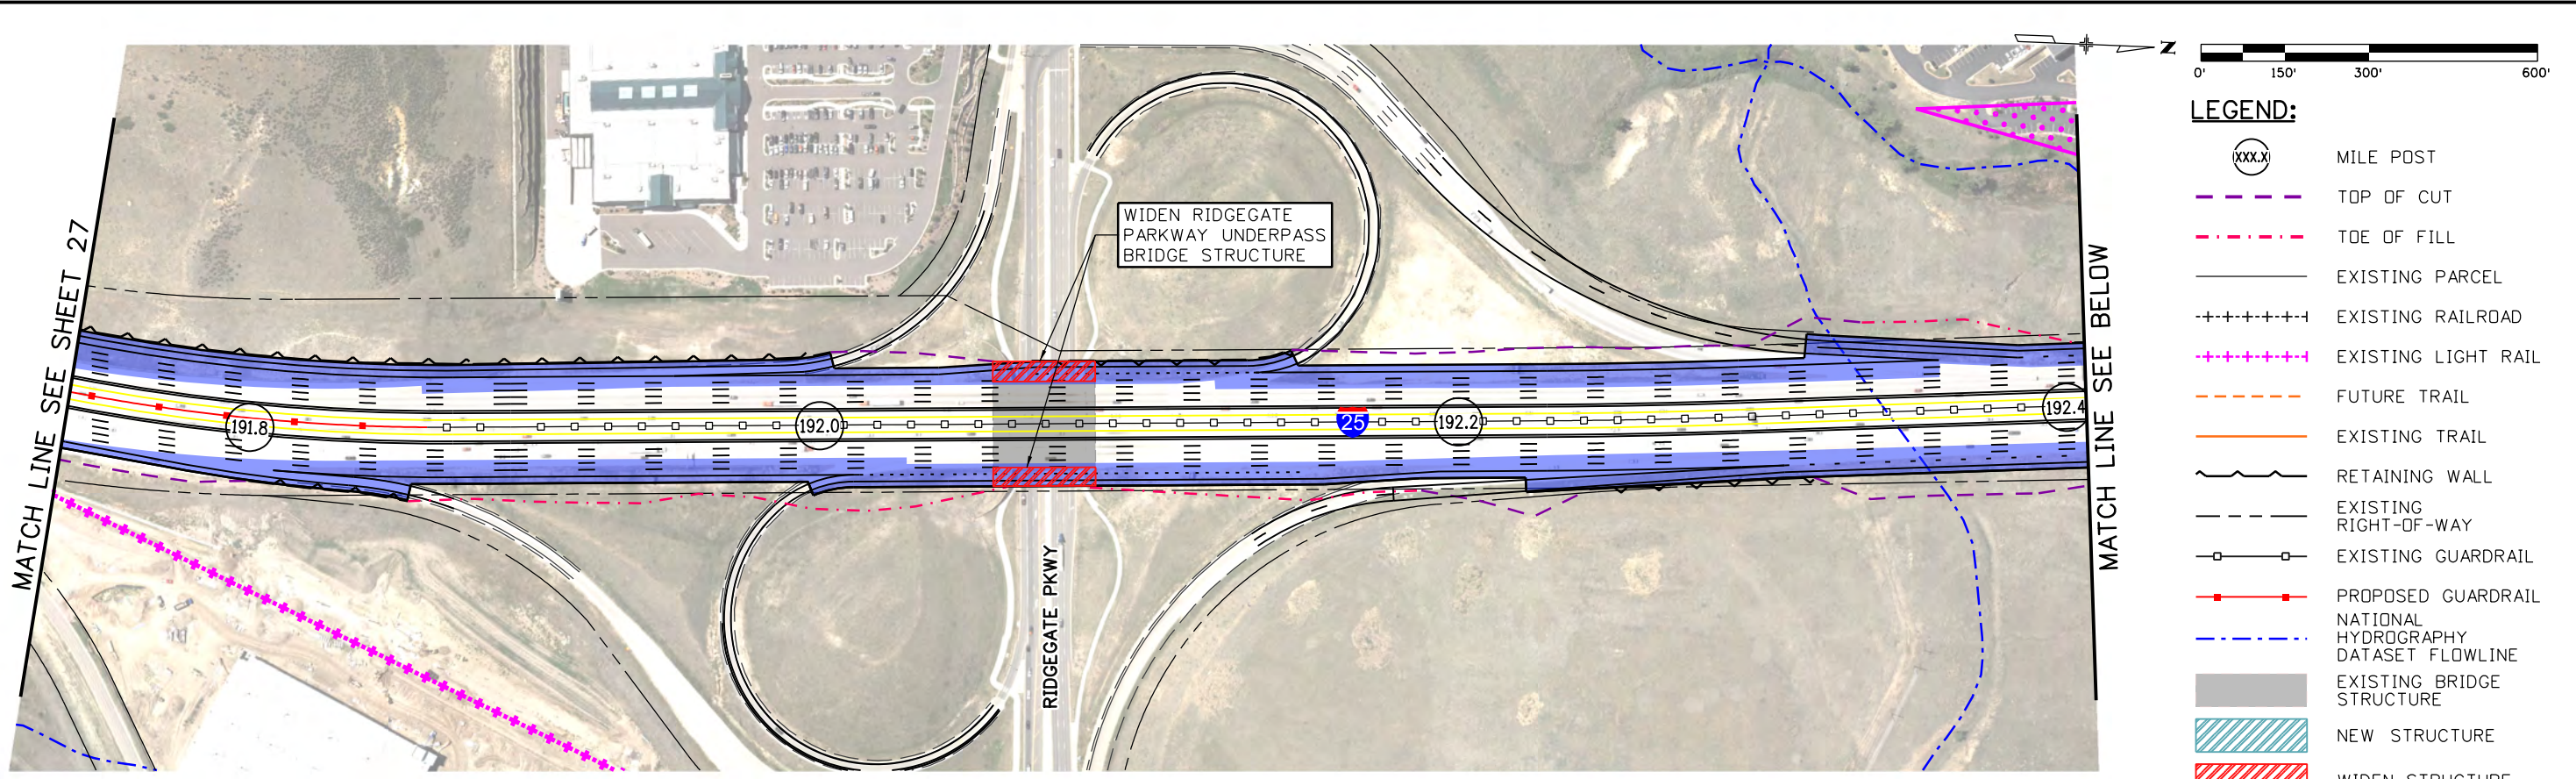 MATCH LINE SEE SHEET 27
191.8
192.0
WIDEN RIDGEGATE
PARKWAY UNDERPASS
BRIDGE STRUCTURE
RIDGEGATE PKWY
25
192.2
192.4
MATCH LINE SEE BELOW
N
0'
150'
300'
600'
LEGEND:
XXX.X
MILE POST
TOP OF CUT
TOE OF FILL
EXISTING PARCEL
EXISTING RAILROAD
EXISTING LIGHT RAIL
FUTURE TRAIL
EXISTING TRAIL
RETAINING WALL
EXISTING
RIGHT-OF-WAY
EXISTING GUARDRAIL
PROPOSED GUARDRAIL
NATIONAL
HYDROGRAPHY
DATASET FLOWLINE
EXISTING BRIDGE
STRUCTURE
NEW STRUCTURE
WIDEN STRUCTURE